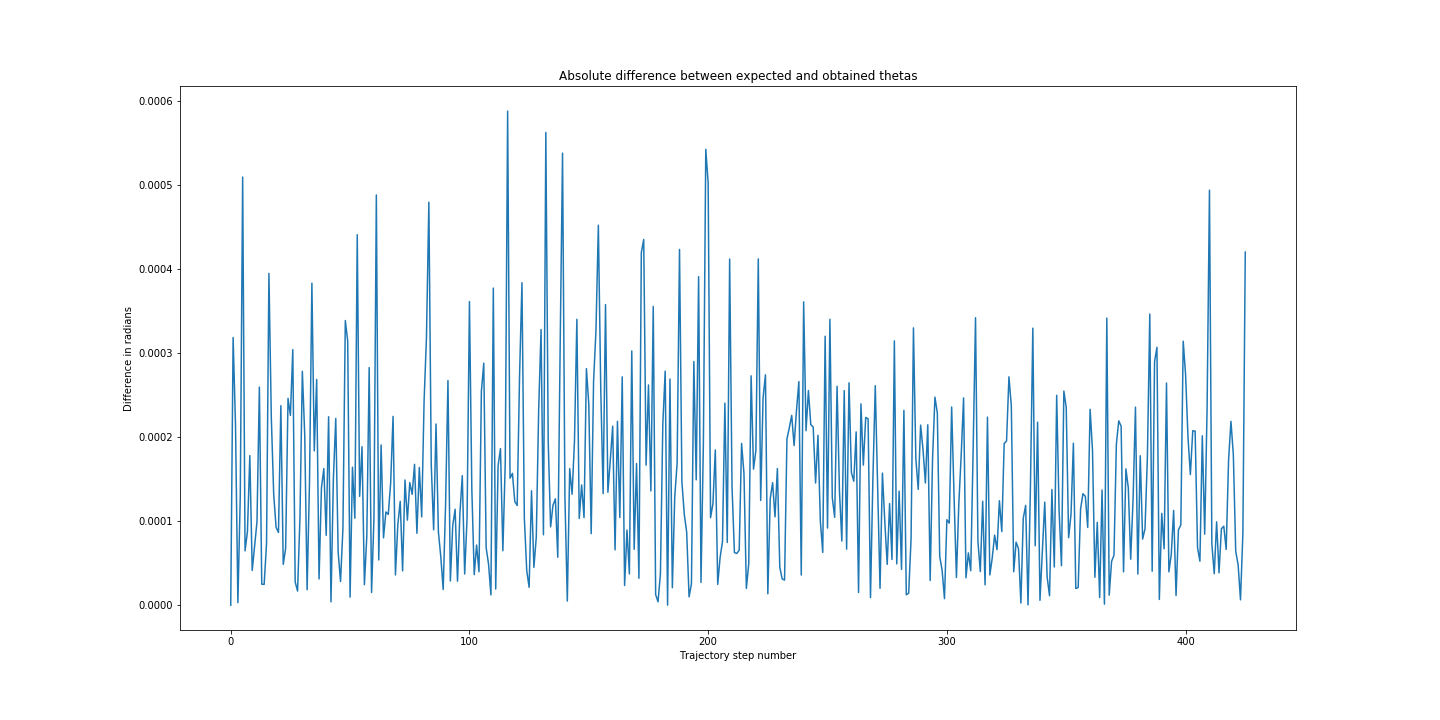 Absolute difference between expected and obtained thetas
0.0006
0.0005
0.0004
0.0003
0.0002
0.0001
0.0000
Difference in radians
0 100 200 300 400
Trajectory step number